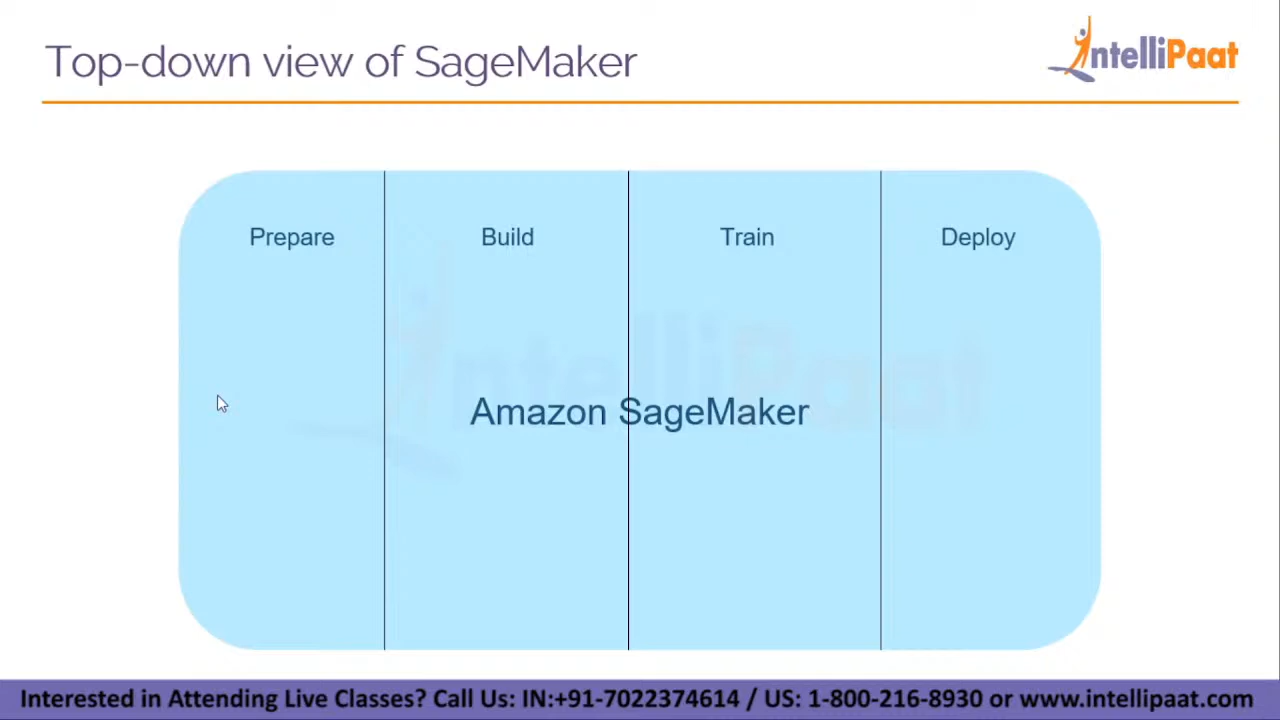 Top-down view of SageMaker
IntelliPaat
Prepare Build Train Deploy
IntelliPaat
Amazon SageMaker
Interested in Attending Live Classes? Call Us: IN:+91-7022374614 / US: 1-800-216-8930 or www.intellipaat.com